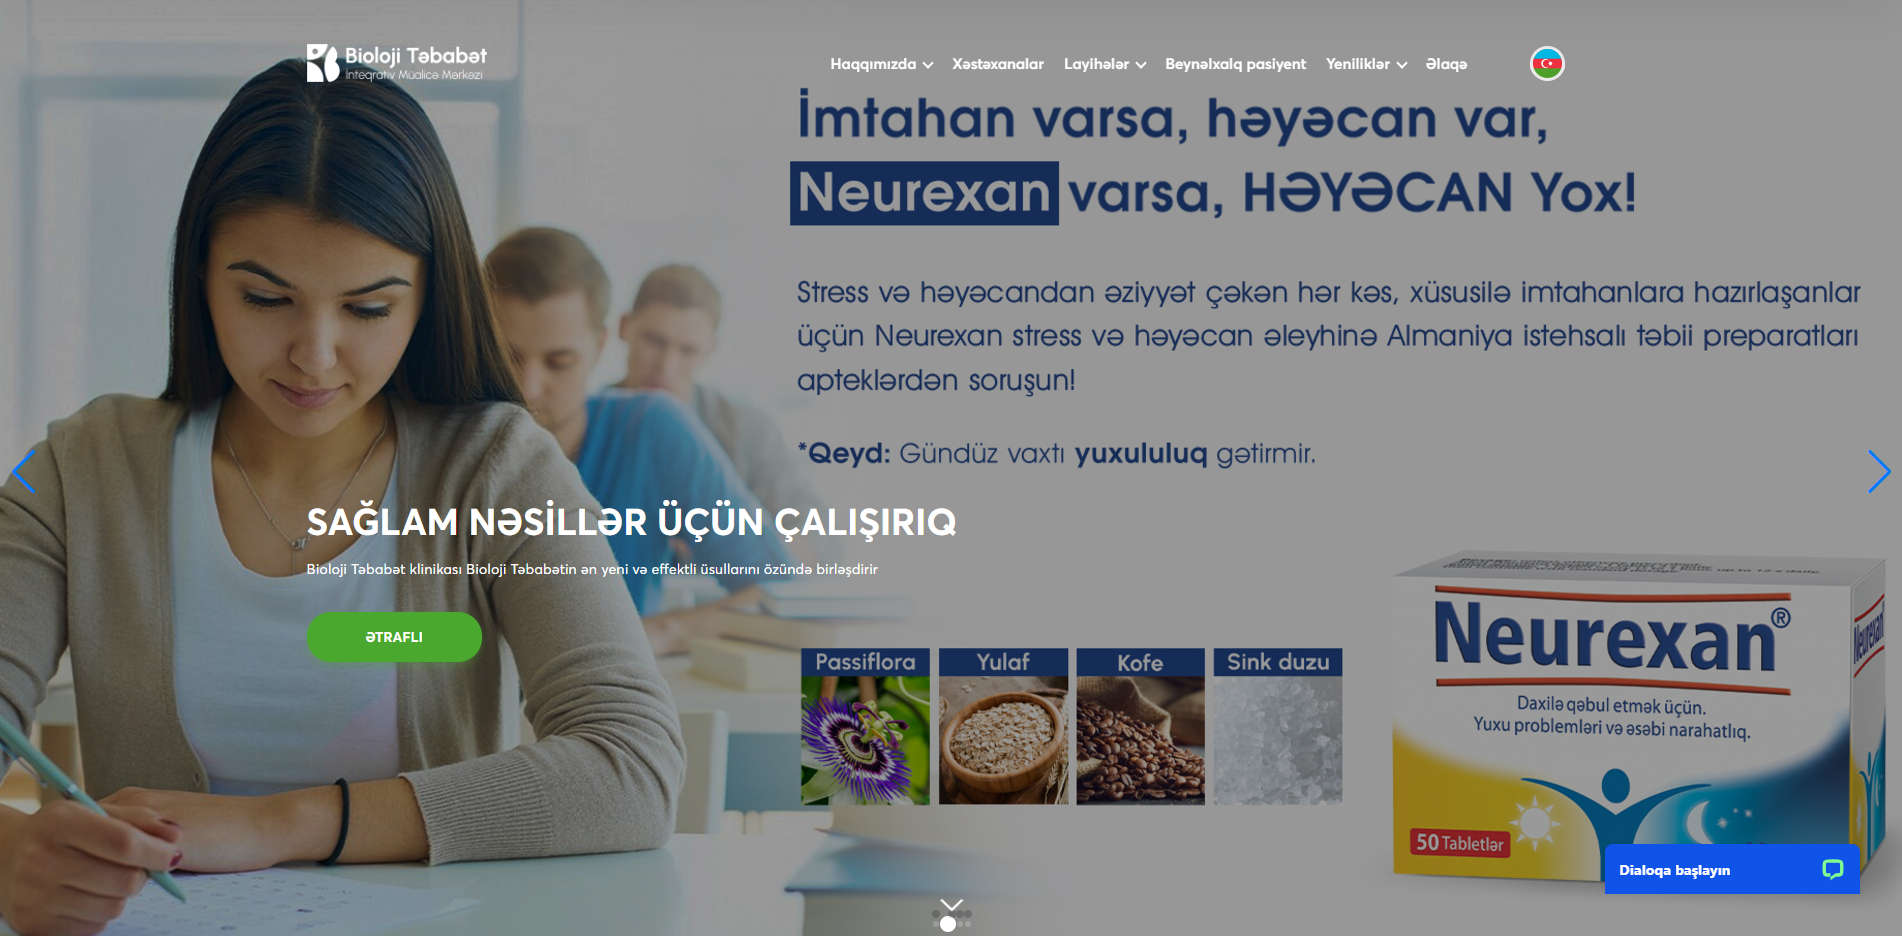 Bioloji Təbabət
İnteqrativ Müalicə Mərkəzi
Haqqımızda Xəstəxanalar Layihələr Beynəlxalq pasiyent Yeniliklər Əlaqə
İmtahan varsa, həyəcan var,
Neurexan varsa, HƏYƏCAN Yox!
Stress və həyəcandan əziyyət çəkən hər kəs, xüsusilə imtahanlara hazırlaşanlar
üçün Neurexan stress və həyəcan əleyhinə Almaniya istehsalı təbii preparatları
apteklərdən soruşun!
*Qeyd: Gündüz vaxtı yuxululuq gətirmir.
SAĞLAM NƏSİLLƏR ÜÇÜN ÇALIŞIRIQ
Bioloji Təbabət klinikası Bioloji Təbabətin ən yeni və effektli üsullarını özündə birləşdirir
ƏTRAFLI
Passiflora Yulaf Kofe Sink duzu
Neurexan®
Neurexan
Daxilə qəbul etmək üçün.
Yuxu problemləri və əsəbi narahatlıq.
50 Tabletlər
Dialoqa başlayın